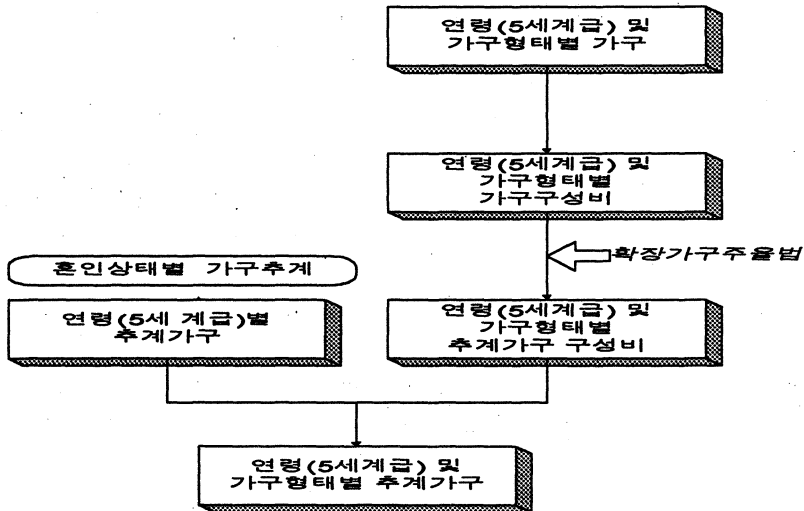 연령(5세계급) 및
가구형태별 가구
연령(5세계급) 및
가구형태별
가구구성비
확장가구주율법
혼인상태별 가구추계
연령(5세 계급)별
추계가구
연령(5세계급) 및
가구형태별
추계가구 구성비
연령(5세계급) 및
가구형태별 추계가구